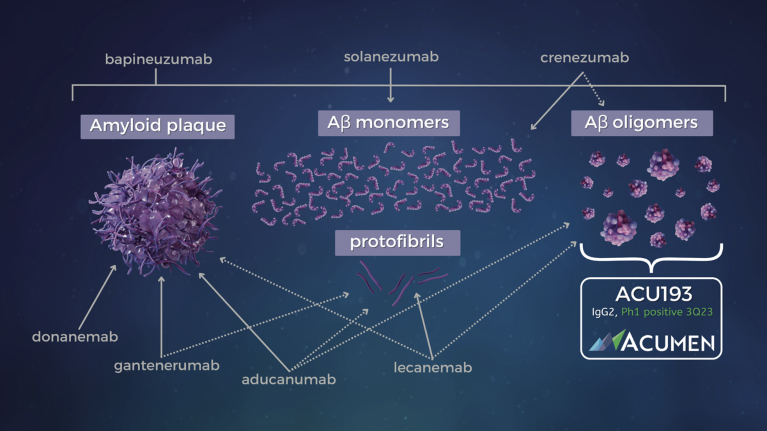 bapineuzumab
solanezumab
crenezumab
Amyloid plaque
Aβ monomers
Aβ oligomers
protofibrils
ACU193
IgG2, Ph1 positive 3Q23
ACUMEN
donanemab
gantenerumab
aducanumab
lecanemab